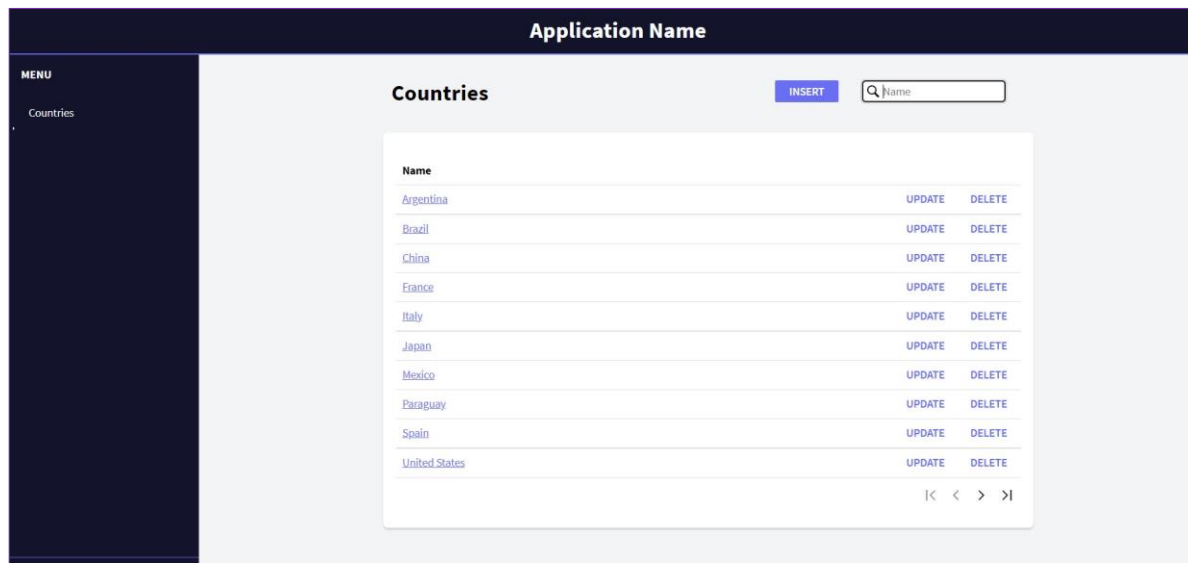 Application Name
MENU
Countries
Countries
INSERT
Name
Name
Argentina UPDATE DELETE
Brazil UPDATE DELETE
China UPDATE DELETE
France UPDATE DELETE
Italy UPDATE DELETE
Japan UPDATE DELETE
Mexico UPDATE DELETE
Paraguay UPDATE DELETE
Spain UPDATE DELETE
United States UPDATE DELETE